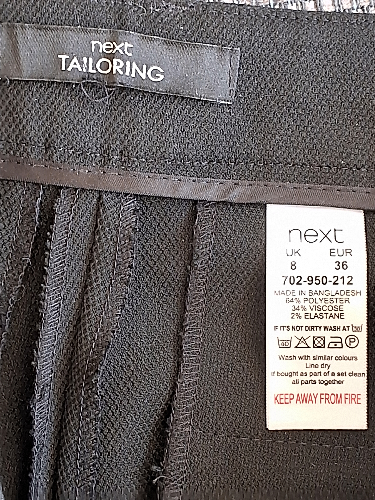 next
TAILORING
next
UK EUR
8 36
702-950-212
MADE IN BANGLADESH
64% POLYESTER
34% VISCOSE
2% ELASTANE
IF IT'S NOT DIRTY WASH AT 30
Wash with similar colours
Line dry
If bought as part of a set clean
all parts together
KEEP AWAY FROM FIRE